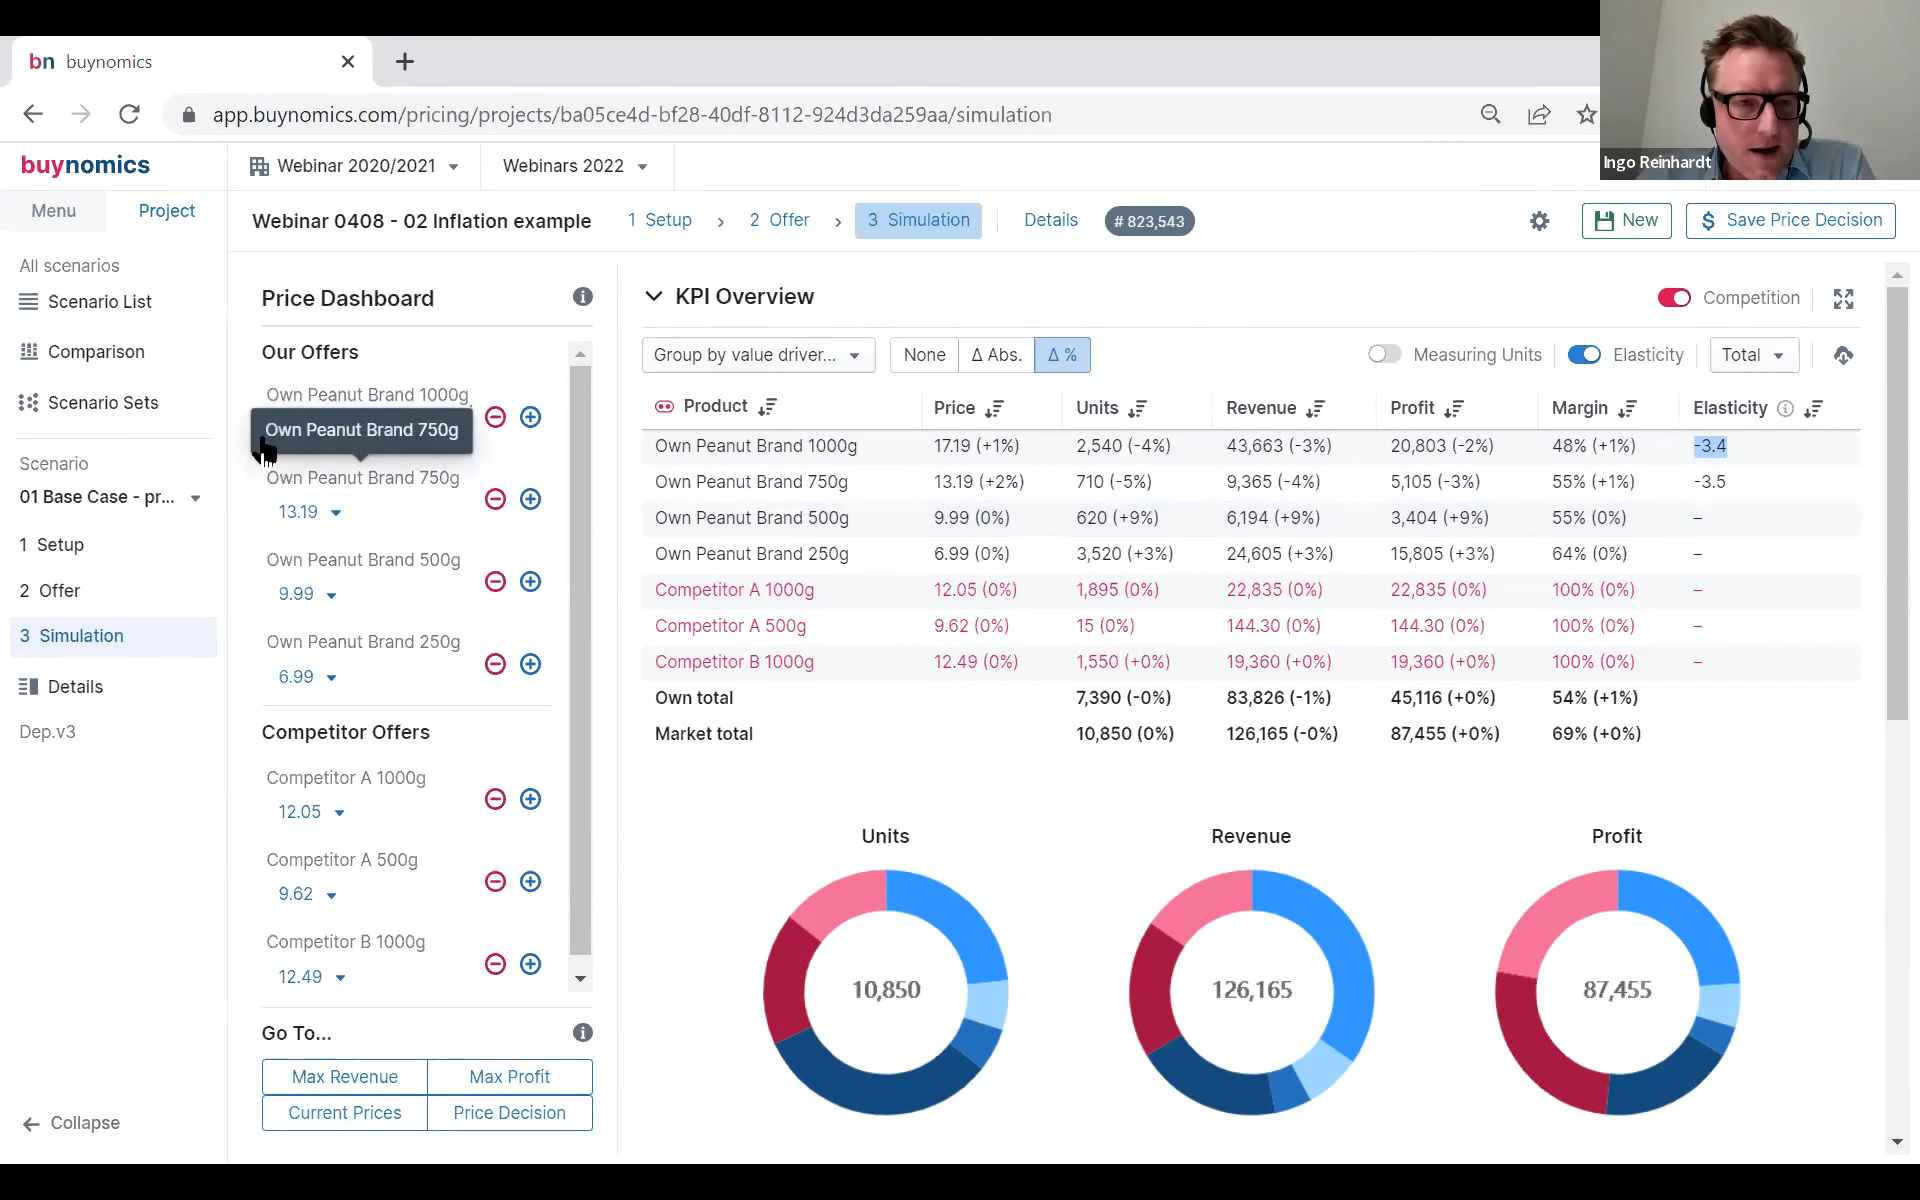 bn buynomics
app.buynomics.com/pricing/projects/ba05ce4d-bf28-40df-8112-924d3da259aa/simulation
Ingo Reinhardt
buynomics
Webinar 2020/2021
Webinars 2022
Menu
Project
Webinar 0408 - 02 Inflation example
1 Setup
2 Offer
3 Simulation
Details
# 823,543
New
$ Save Price Decision
All scenarios
Scenario List
Comparison
Scenario Sets
Scenario
01 Base Case - pr...
1 Setup
2 Offer
3 Simulation
Details
Dep.v3
Collapse
Price Dashboard
Our Offers
Own Peanut Brand 1000g
Own Peanut Brand 750g
Own Peanut Brand 750g
13.19
Own Peanut Brand 500g
9.99
Own Peanut Brand 250g
6.99
Competitor Offers
Competitor A 1000g
12.05
Competitor A 500g
9.62
Competitor B 1000g
12.49
Go To...
Max Revenue Max Profit
Current Prices Price Decision
KPI Overview
Competition
Group by value driver...
None Δ Abs. Δ %
Measuring Units
Elasticity
Total
Product Price Units Revenue Profit Margin Elasticity
Own Peanut Brand 1000g 17.19 (+1%) 2,540 (-4%) 43,663 (-3%) 20,803 (-2%) 48% (+1%) -3.4
Own Peanut Brand 750g 13.19 (+2%) 710 (-5%) 9,365 (-4%) 5,105 (-3%) 55% (+1%) -3.5
Own Peanut Brand 500g 9.99 (0%) 620 (+9%) 6,194 (+9%) 3,404 (+9%) 55% (0%) –
Own Peanut Brand 250g 6.99 (0%) 3,520 (+3%) 24,605 (+3%) 15,805 (+3%) 64% (0%) –
Competitor A 1000g 12.05 (0%) 1,895 (0%) 22,835 (0%) 22,835 (0%) 100% (0%) –
Competitor A 500g 9.62 (0%) 15 (0%) 144.30 (0%) 144.30 (0%) 100% (0%) –
Competitor B 1000g 12.49 (0%) 1,550 (+0%) 19,360 (+0%) 19,360 (+0%) 100% (0%) –
Own total 7,390 (-0%) 83,826 (-1%) 45,116 (+0%) 54% (+1%)
Market total 10,850 (0%) 126,165 (-0%) 87,455 (+0%) 69% (+0%)
Units
10,850
Revenue
126,165
Profit
87,455